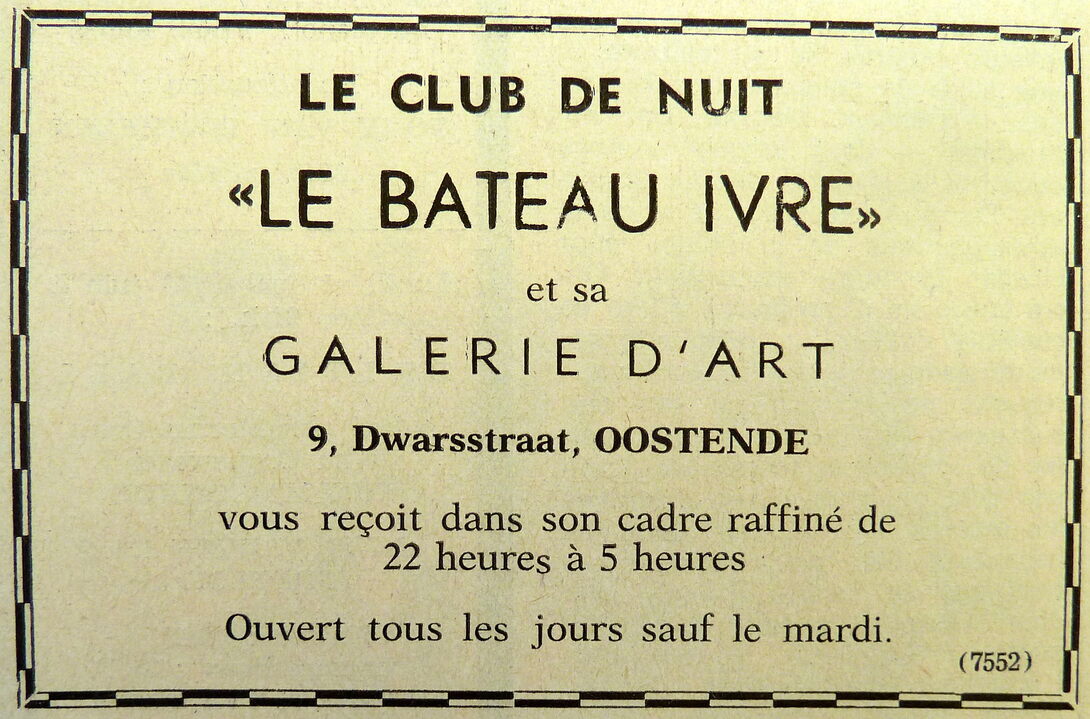 LE CLUB DE NUIT
«LE BATEAU IVRE»
et sa
GALERIE D'ART
9, Dwarsstraat, OOSTENDE
vous reçoit dans son cadre raffiné de
22 heures à 5 heures
Ouvert tous les jours sauf le mardi.
(7552)